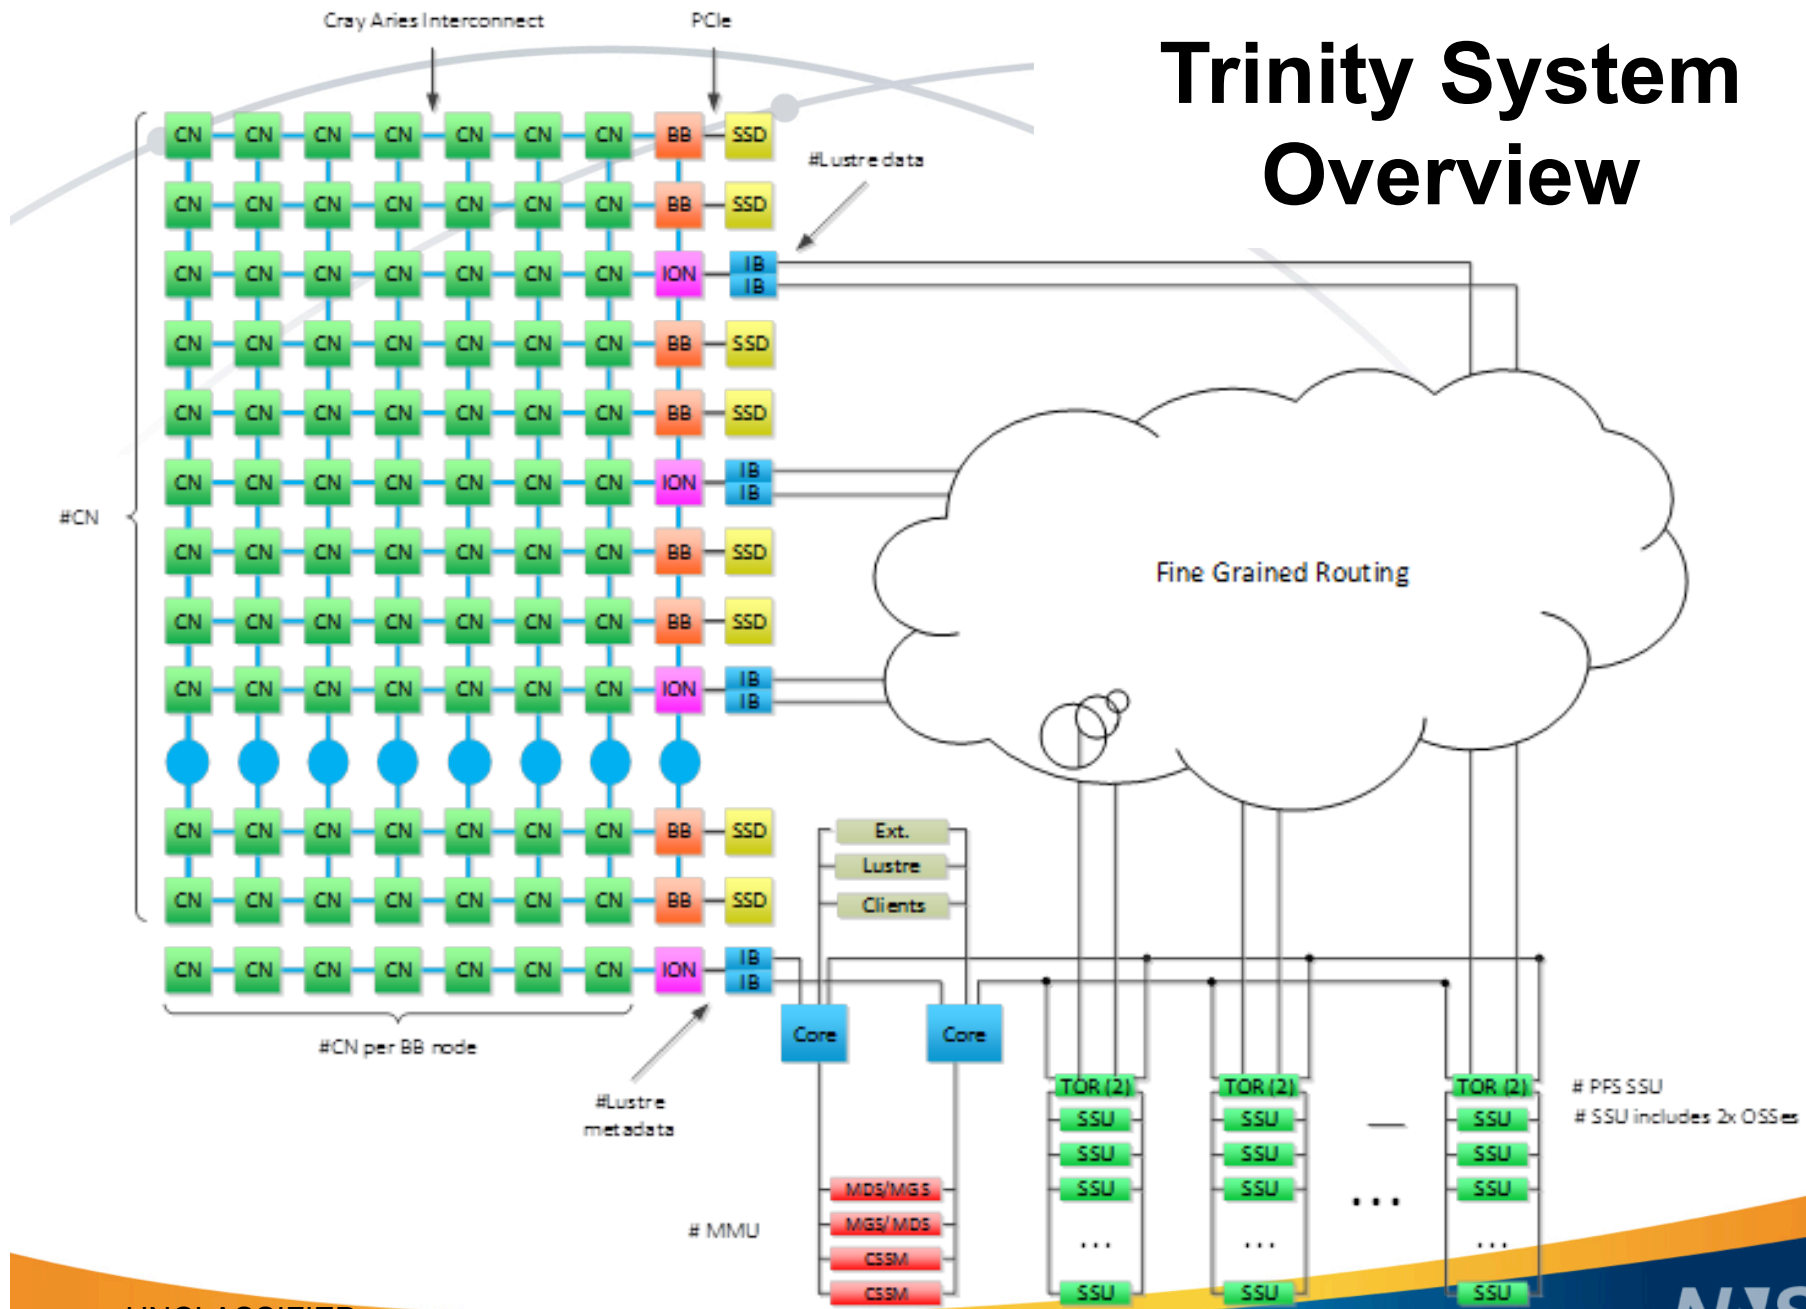 Cray Aries Interconnect
PCIe
Trinity System
Overview
CN CN CN CN CN CN CN BB SSD
#Lustre data
CN CN CN CN CN CN CN BB SSD
CN CN CN CN CN CN CN ION IB
IB
CN CN CN CN CN CN CN BB SSD
CN CN CN CN CN CN CN BB SSD
CN CN CN CN CN CN CN ION IB
IB
#CN
CN CN CN CN CN CN CN BB SSD
Fine Grained Routing
CN CN CN CN CN CN CN BB SSD
CN CN CN CN CN CN CN ION IB
IB
CN CN CN CN CN CN CN BB SSD
Ext.
Lustre
CN CN CN CN CN CN CN BB SSD
Clients
CN CN CN CN CN CN CN ION IB
IB
Core Core
#CN per BB node
#Lustre
metadata
TOR (2) TOR (2) TOR (2)
# PFS SSU
SSU SSU SSU
# SSU includes 2x OSSes
SSU SSU SSU
SSU SSU SSU
...
MDS/MGS
MGS/MDS
# MMU
... ... ...
CSSM
CSSM
SSU SSU SSU